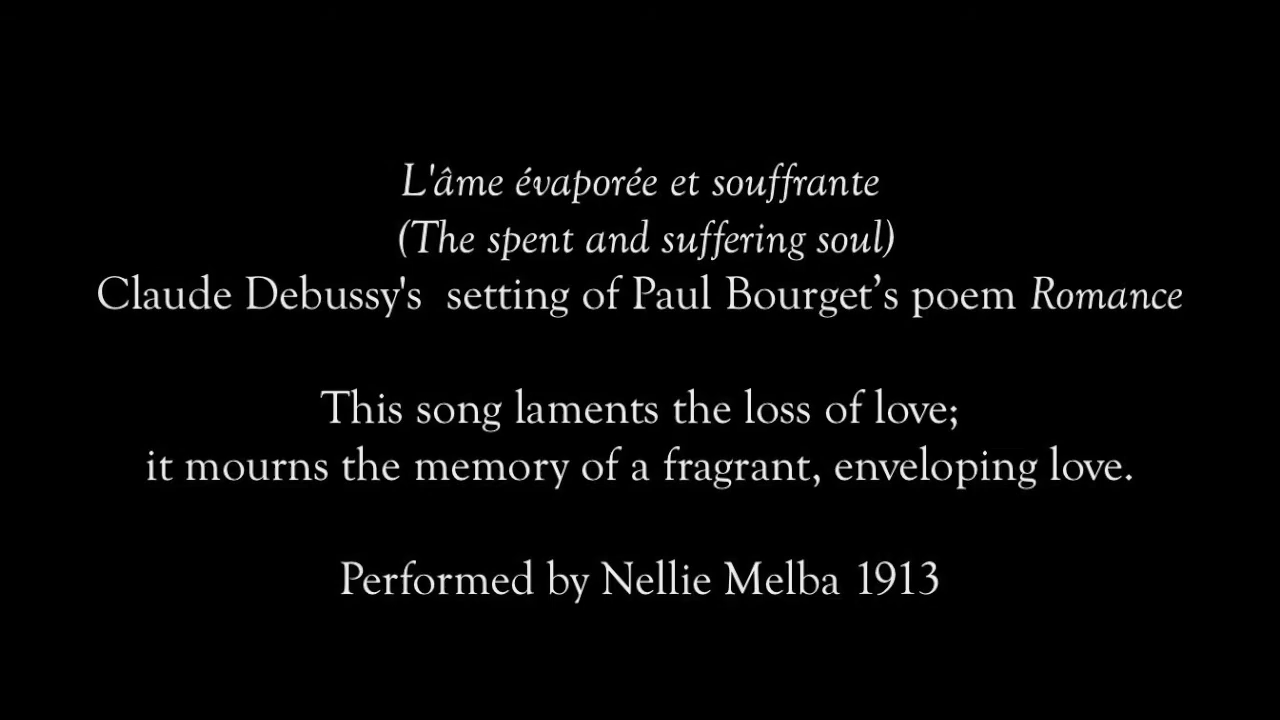 L'âme évaporée et souffrante
(The spent and suffering soul)
Claude Debussy's  setting of Paul Bourget’s poem Romance
This song laments the loss of love;
it mourns the memory of a fragrant, enveloping love.
Performed by Nellie Melba 1913